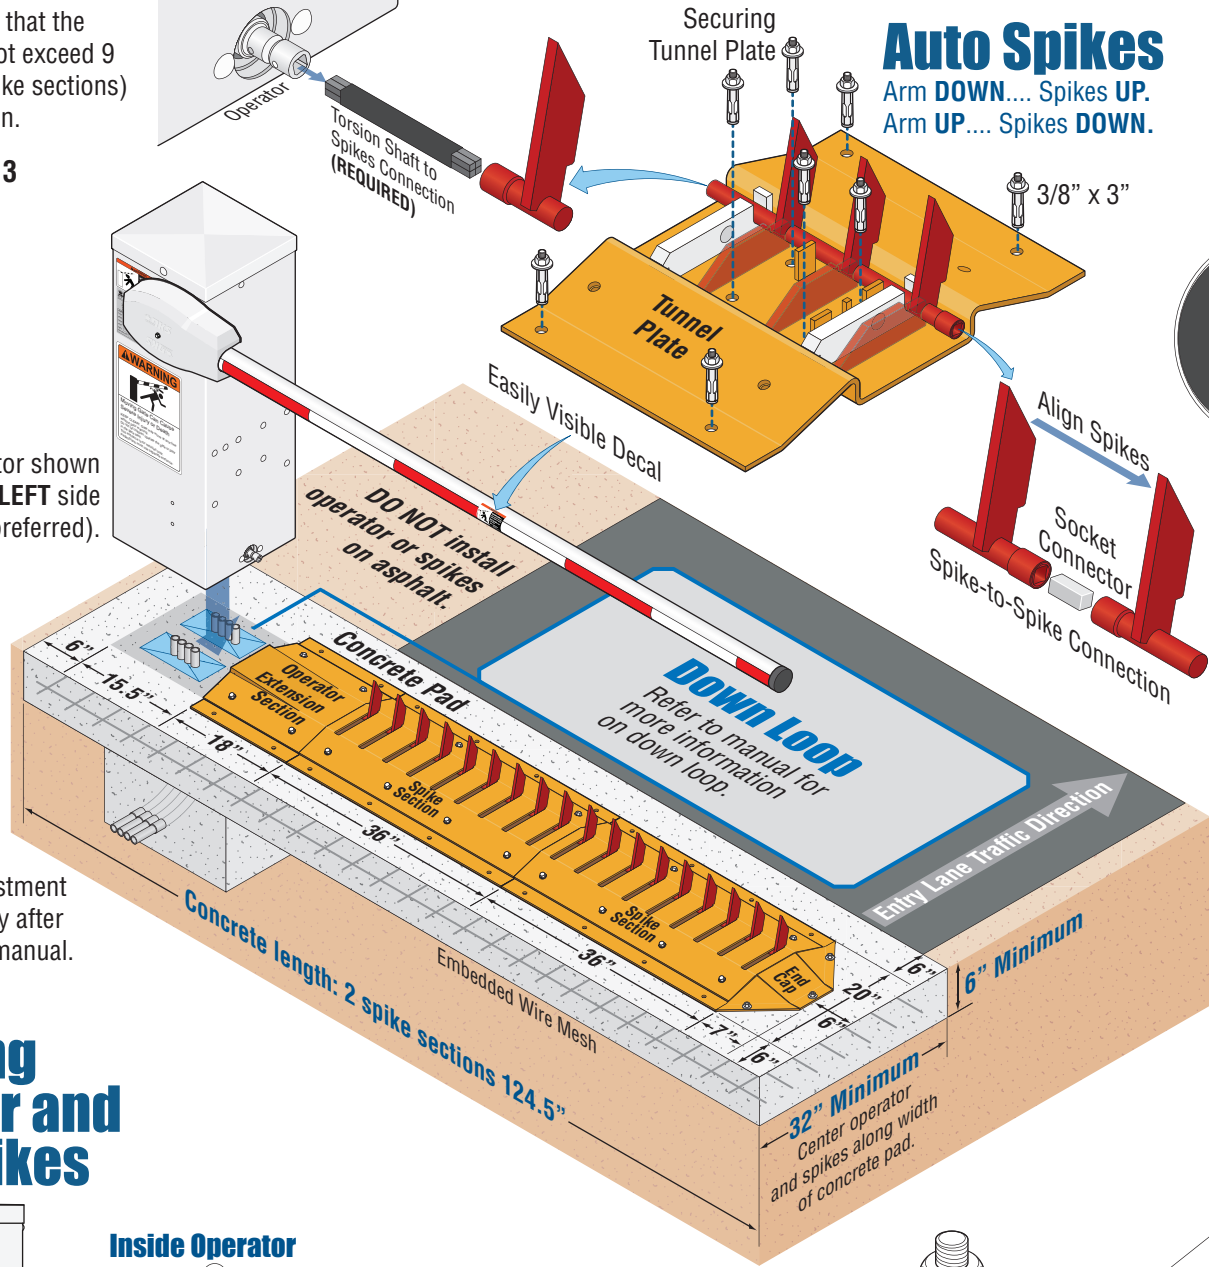 that the
ot exceed 9
ke sections)
n.
3
Operator
Torsion Shaft to
Spikes Connection
(REQUIRED)
Securing
Tunnel Plate
Auto Spikes
Arm DOWN.... Spikes UP.
Arm UP.... Spikes DOWN.
3/8” x 3”
Tunnel
Plate
WARNING
Moving Gate Can Cause
Easily Visible Decal
Align Spikes
Socket
Connector
Spike-to-Spike Connection
tor shown
LEFT side
preferred).
DO NOT install
operator or spikes
on asphalt.
Concrete Pad
Down Loop
Refer to manual for
more information
on down loop.
Entry Lane Traffic Direction
6”
15.5”
18”
36”
36”
7”
6”
6”
20”
6”
Operator
Extension
Section
Spike
Section
Spike
Section
End
Cap
6” Minimum
32” Minimum
Center operator
and spikes along width
of concrete pad.
Concrete length: 2 spike sections 124.5”
Embedded Wire Mesh
stment
y after
manual.
ng
r and
ikes
Inside Operator